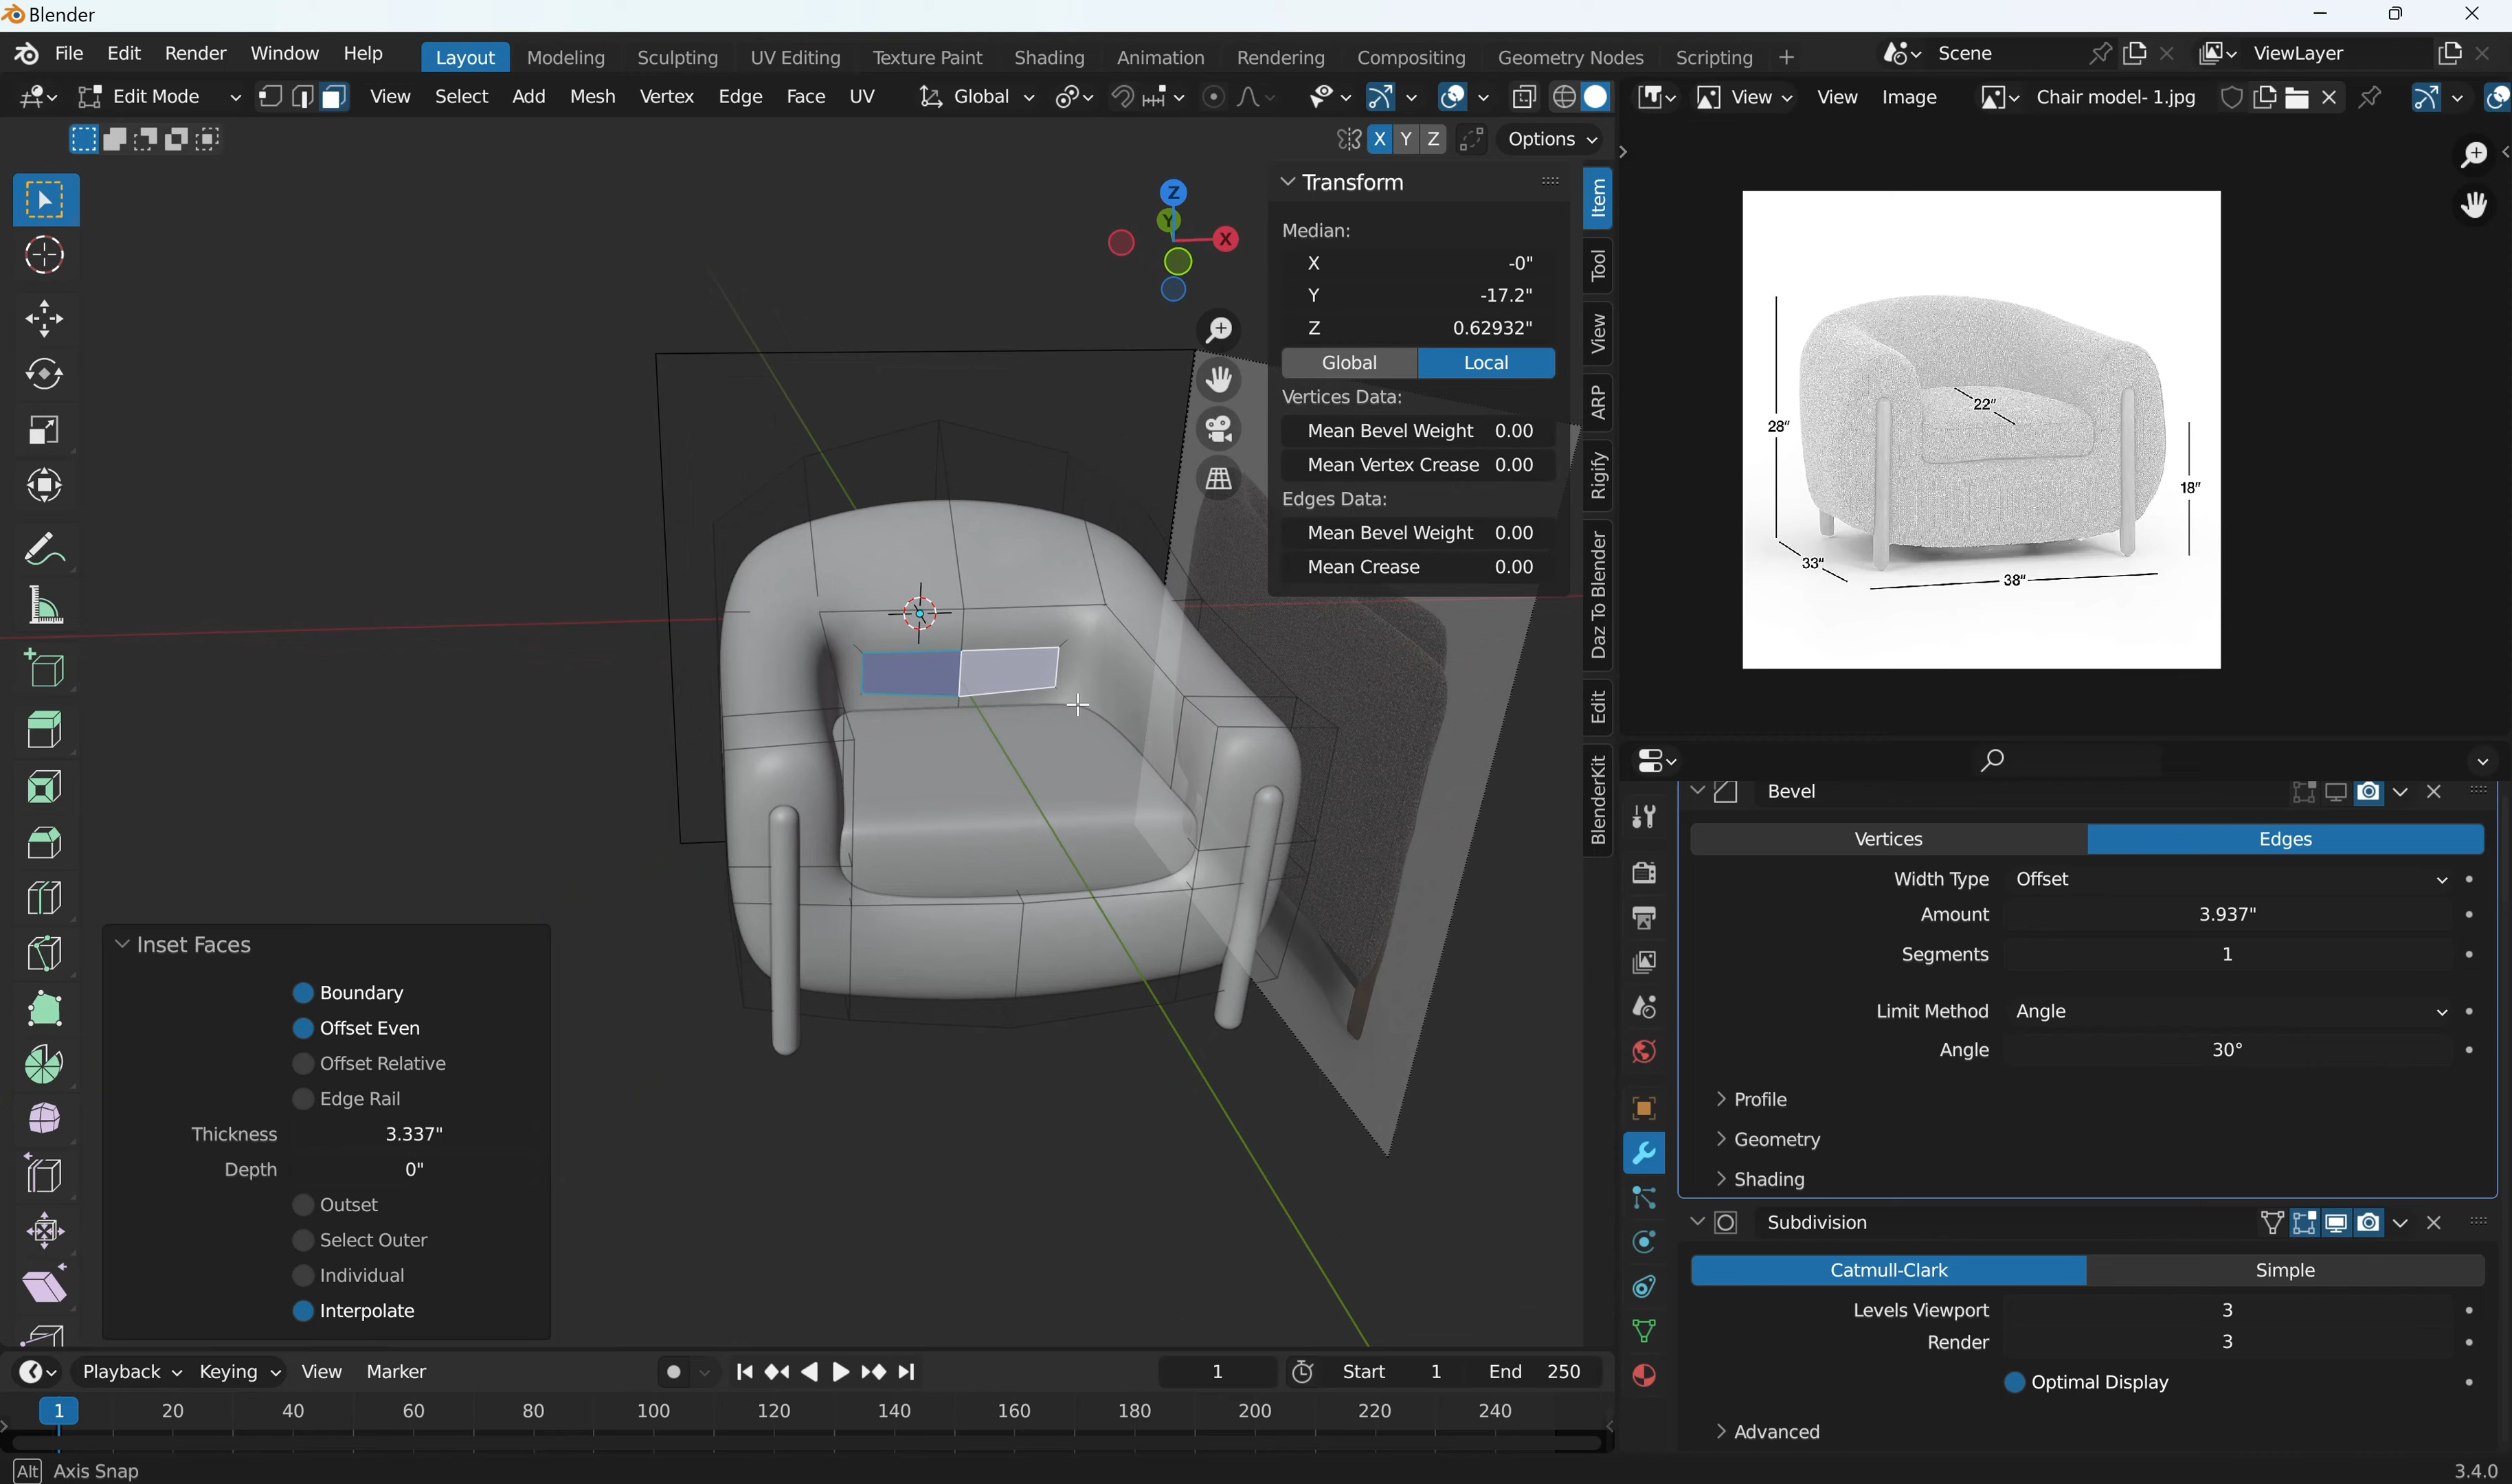 Blender
File Edit Render Window Help Layout Modeling Sculpting UV Editing Texture Paint Shading Animation Rendering Compositing Geometry Nodes Scripting + Scene ViewLayer
Edit Mode View Select Add Mesh Vertex Edge Face UV Global View View Image Chair model- 1.jpg
X Y Z Options
Transform
Median:
X -0"
Y -17.2"
Z 0.62932"
Global Local
Vertices Data:
Mean Bevel Weight 0.00
Mean Vertex Crease 0.00
Edges Data:
Mean Bevel Weight 0.00
Mean Crease 0.00
Z
Y
X
Item
Tool
View
ARP
Rigify
Daz To Blender
Edit
BlenderKit
22"
28"
18"
33"
38"
Bevel
Vertices Edges
Width Type Offset
Amount 3.937"
Segments 1
Limit Method Angle
Angle 30°
Profile
Geometry
Shading
Subdivision
Catmull-Clark Simple
Levels Viewport 3
Render 3
Optimal Display
Advanced
Inset Faces
Boundary
Offset Even
Offset Relative
Edge Rail
Thickness 3.337"
Depth 0"
Outset
Select Outer
Individual
Interpolate
Playback Keying View Marker 1 Start 1 End 250
1 20 40 60 80 100 120 140 160 180 200 220 240
Alt Axis Snap
3.4.0